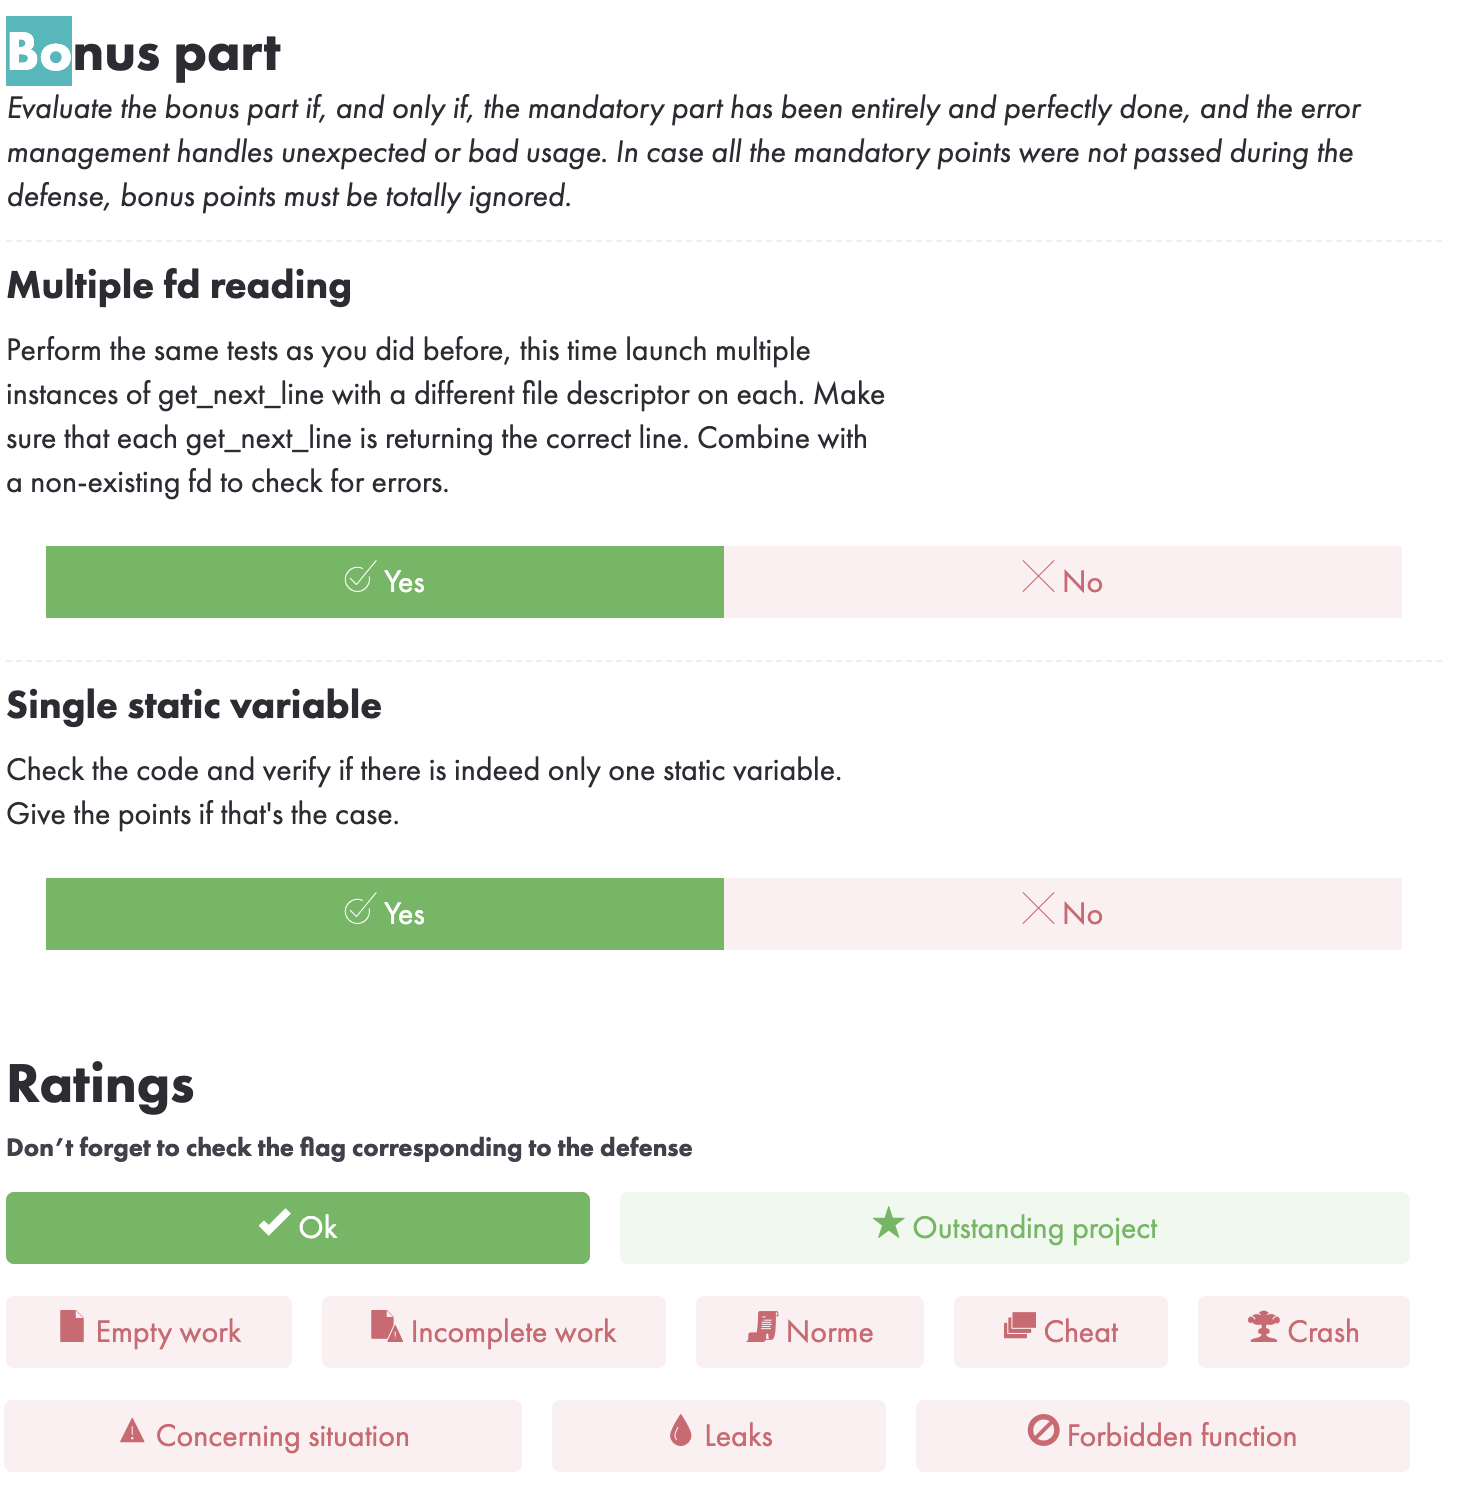 Bonus part
Evaluate the bonus part if, and only if, the mandatory part has been entirely and perfectly done, and the error
management handles unexpected or bad usage. In case all the mandatory points were not passed during the
defense, bonus points must be totally ignored.
Multiple fd reading
Perform the same tests as you did before, this time launch multiple
instances of get_next_line with a different file descriptor on each. Make
sure that each get_next_line is returning the correct line. Combine with
a non-existing fd to check for errors.
Yes No
Single static variable
Check the code and verify if there is indeed only one static variable.
Give the points if that's the case.
Yes No
Ratings
Don’t forget to check the flag corresponding to the defense
Ok Outstanding project
Empty work Incomplete work Norme Cheat Crash
Concerning situation Leaks Forbidden function